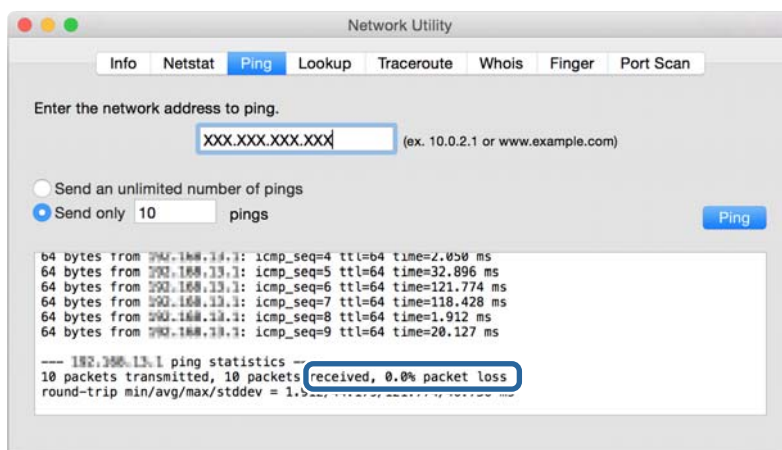 Network Utility
Info Netstat Ping Lookup Traceroute Whois Finger Port Scan
Enter the network address to ping.
XXX.XXX.XXX.XXX (ex. 10.0.2.1 or www.example.com)
Send an unlimited number of pings
Send only 10 pings
Ping
64 bytes from : icmp_seq=4 ttl=64 time=2.050 ms
64 bytes from : icmp_seq=5 ttl=64 time=32.896 ms
64 bytes from : icmp_seq=6 ttl=64 time=121.774 ms
64 bytes from : icmp_seq=7 ttl=64 time=118.428 ms
64 bytes from : icmp_seq=8 ttl=64 time=1.912 ms
64 bytes from : icmp_seq=9 ttl=64 time=20.127 ms
--- ping statistics --
10 packets transmitted, 10 packets received, 0.0% packet loss
round-trip min/avg/max/stddev = ms